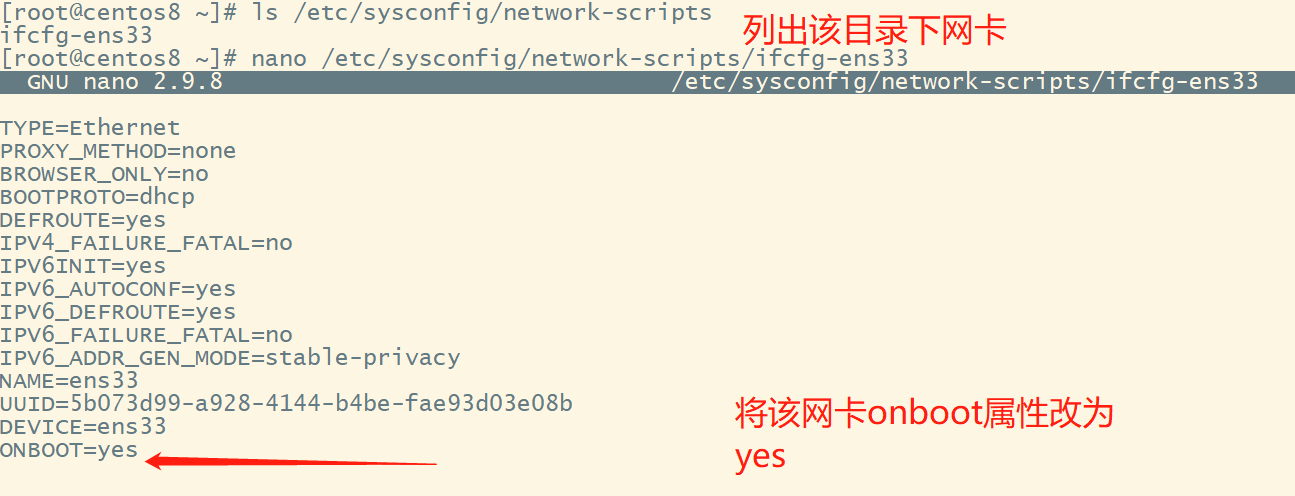 [root@centos8 ~]# ls /etc/sysconfig/network-scripts
列出该目录下网卡
ifcfg-ens33
[root@centos8 ~]# nano /etc/sysconfig/network-scripts/ifcfg-ens33
GNU nano 2.9.8 /etc/sysconfig/network-scripts/ifcfg-ens33
TYPE=Ethernet
PROXY_METHOD=none
BROWSER_ONLY=no
BOOTPROTO=dhcp
DEFROUTE=yes
IPV4_FAILURE_FATAL=no
IPV6INIT=yes
IPV6_AUTOCONF=yes
IPV6_DEFROUTE=yes
IPV6_FAILURE_FATAL=no
IPV6_ADDR_GEN_MODE=stable-privacy
NAME=ens33
UUID=5b073d99-a928-4144-b4be-fae93d03e08b
DEVICE=ens33
ONBOOT=yes
将该网卡onboot属性改为
yes